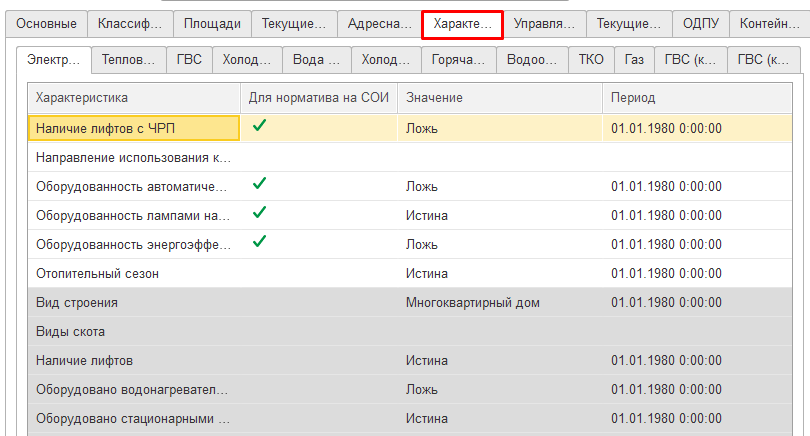 Основные Классиф... Площади Текущие... Адресна... Характе... Управля... Текущие... ОДПУ Контейн...
Электр... Теплов... ГВС Холод... Вода ... Холод... Горяча... Водоо... ТКО Газ ГВС (к... ГВС (к...
Характеристика Для норматива на СОИ Значение Период
Наличие лифтов с ЧРП Ложь 01.01.1980 0:00:00
Направление использования к...
Оборудованность автоматиче... Ложь 01.01.1980 0:00:00
Оборудованность лампами на... Истина 01.01.1980 0:00:00
Оборудованность энергоэффе... Ложь 01.01.1980 0:00:00
Отопительный сезон Истина 01.01.1980 0:00:00
Вид строения Многоквартирный дом 01.01.1980 0:00:00
Виды скота
Наличие лифтов Истина 01.01.1980 0:00:00
Оборудовано водонагревател... Ложь 01.01.1980 0:00:00
Оборудовано стационарными ... Истина 01.01.1980 0:00:00